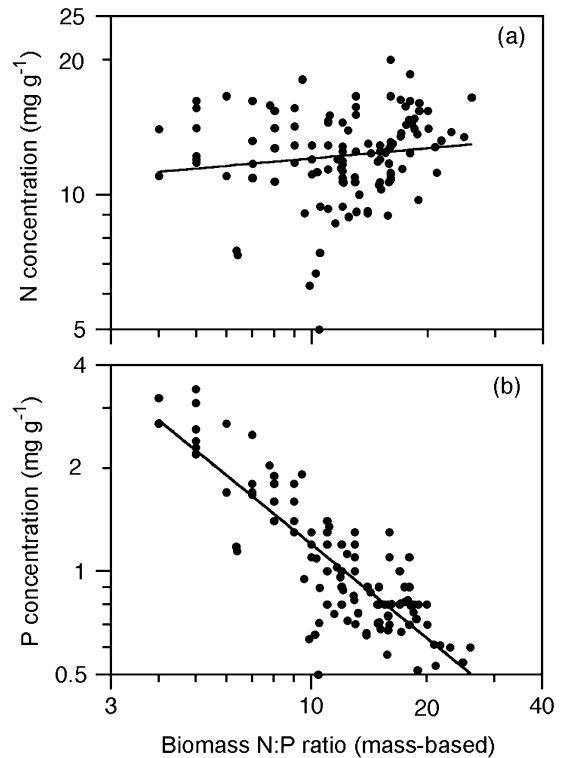 25
(a)
20
N concentration (mg g⁻¹)
10
5
4
(b)
2
P concentration (mg g⁻¹)
1
0.5
3
10
20
40
Biomass N:P ratio (mass-based)